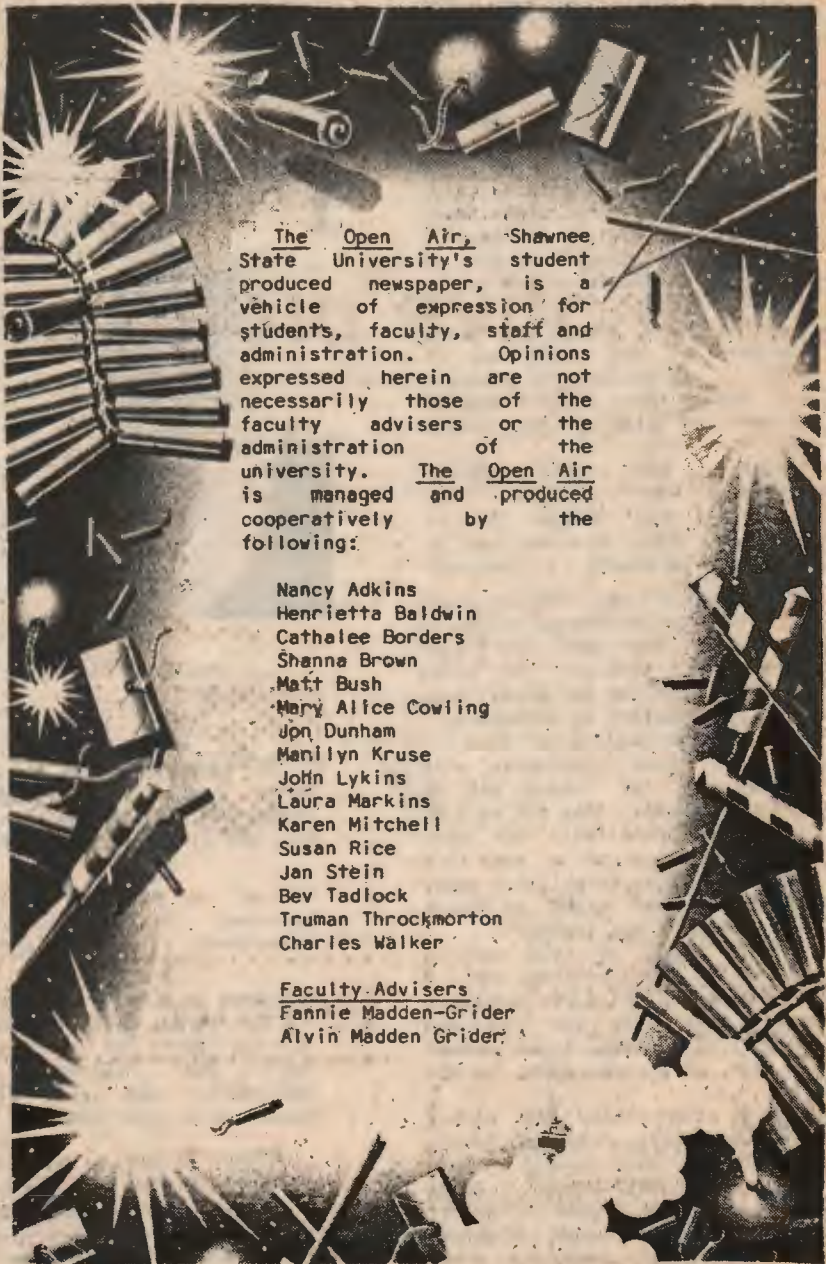 The Open Air, Shawnee
State University's student
produced newspaper, is a
vehicle of expression for
students, faculty, staff and
administration. Opinions
expressed herein are not
necessarily those of the
faculty advisers or the
administration of the
university. The Open Air
is managed and produced
cooperatively by the
following:
Nancy Adkins
Henrietta Baldwin
Cathalee Borders
Shanna Brown
Matt Bush
Mary Alice Cowling
Jon Dunham
Manilyn Kruse
John Lykins
Laura Markins
Karen Mitchell
Susan Rice
Jan Stein
Bev Tadlock
Truman Throckmorton
Charles Walker
Faculty Advisers
Fannie Madden-Grider
Alvin Madden Grider